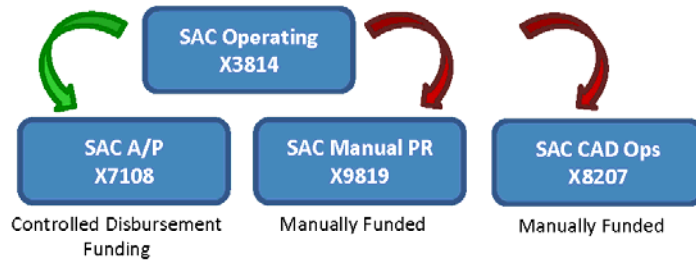 SAC Operating
X3814
SAC A/P
X7108
SAC Manual PR
X9819
SAC CAD Ops
X8207
Controlled Disbursement
Funding
Manually Funded
Manually Funded